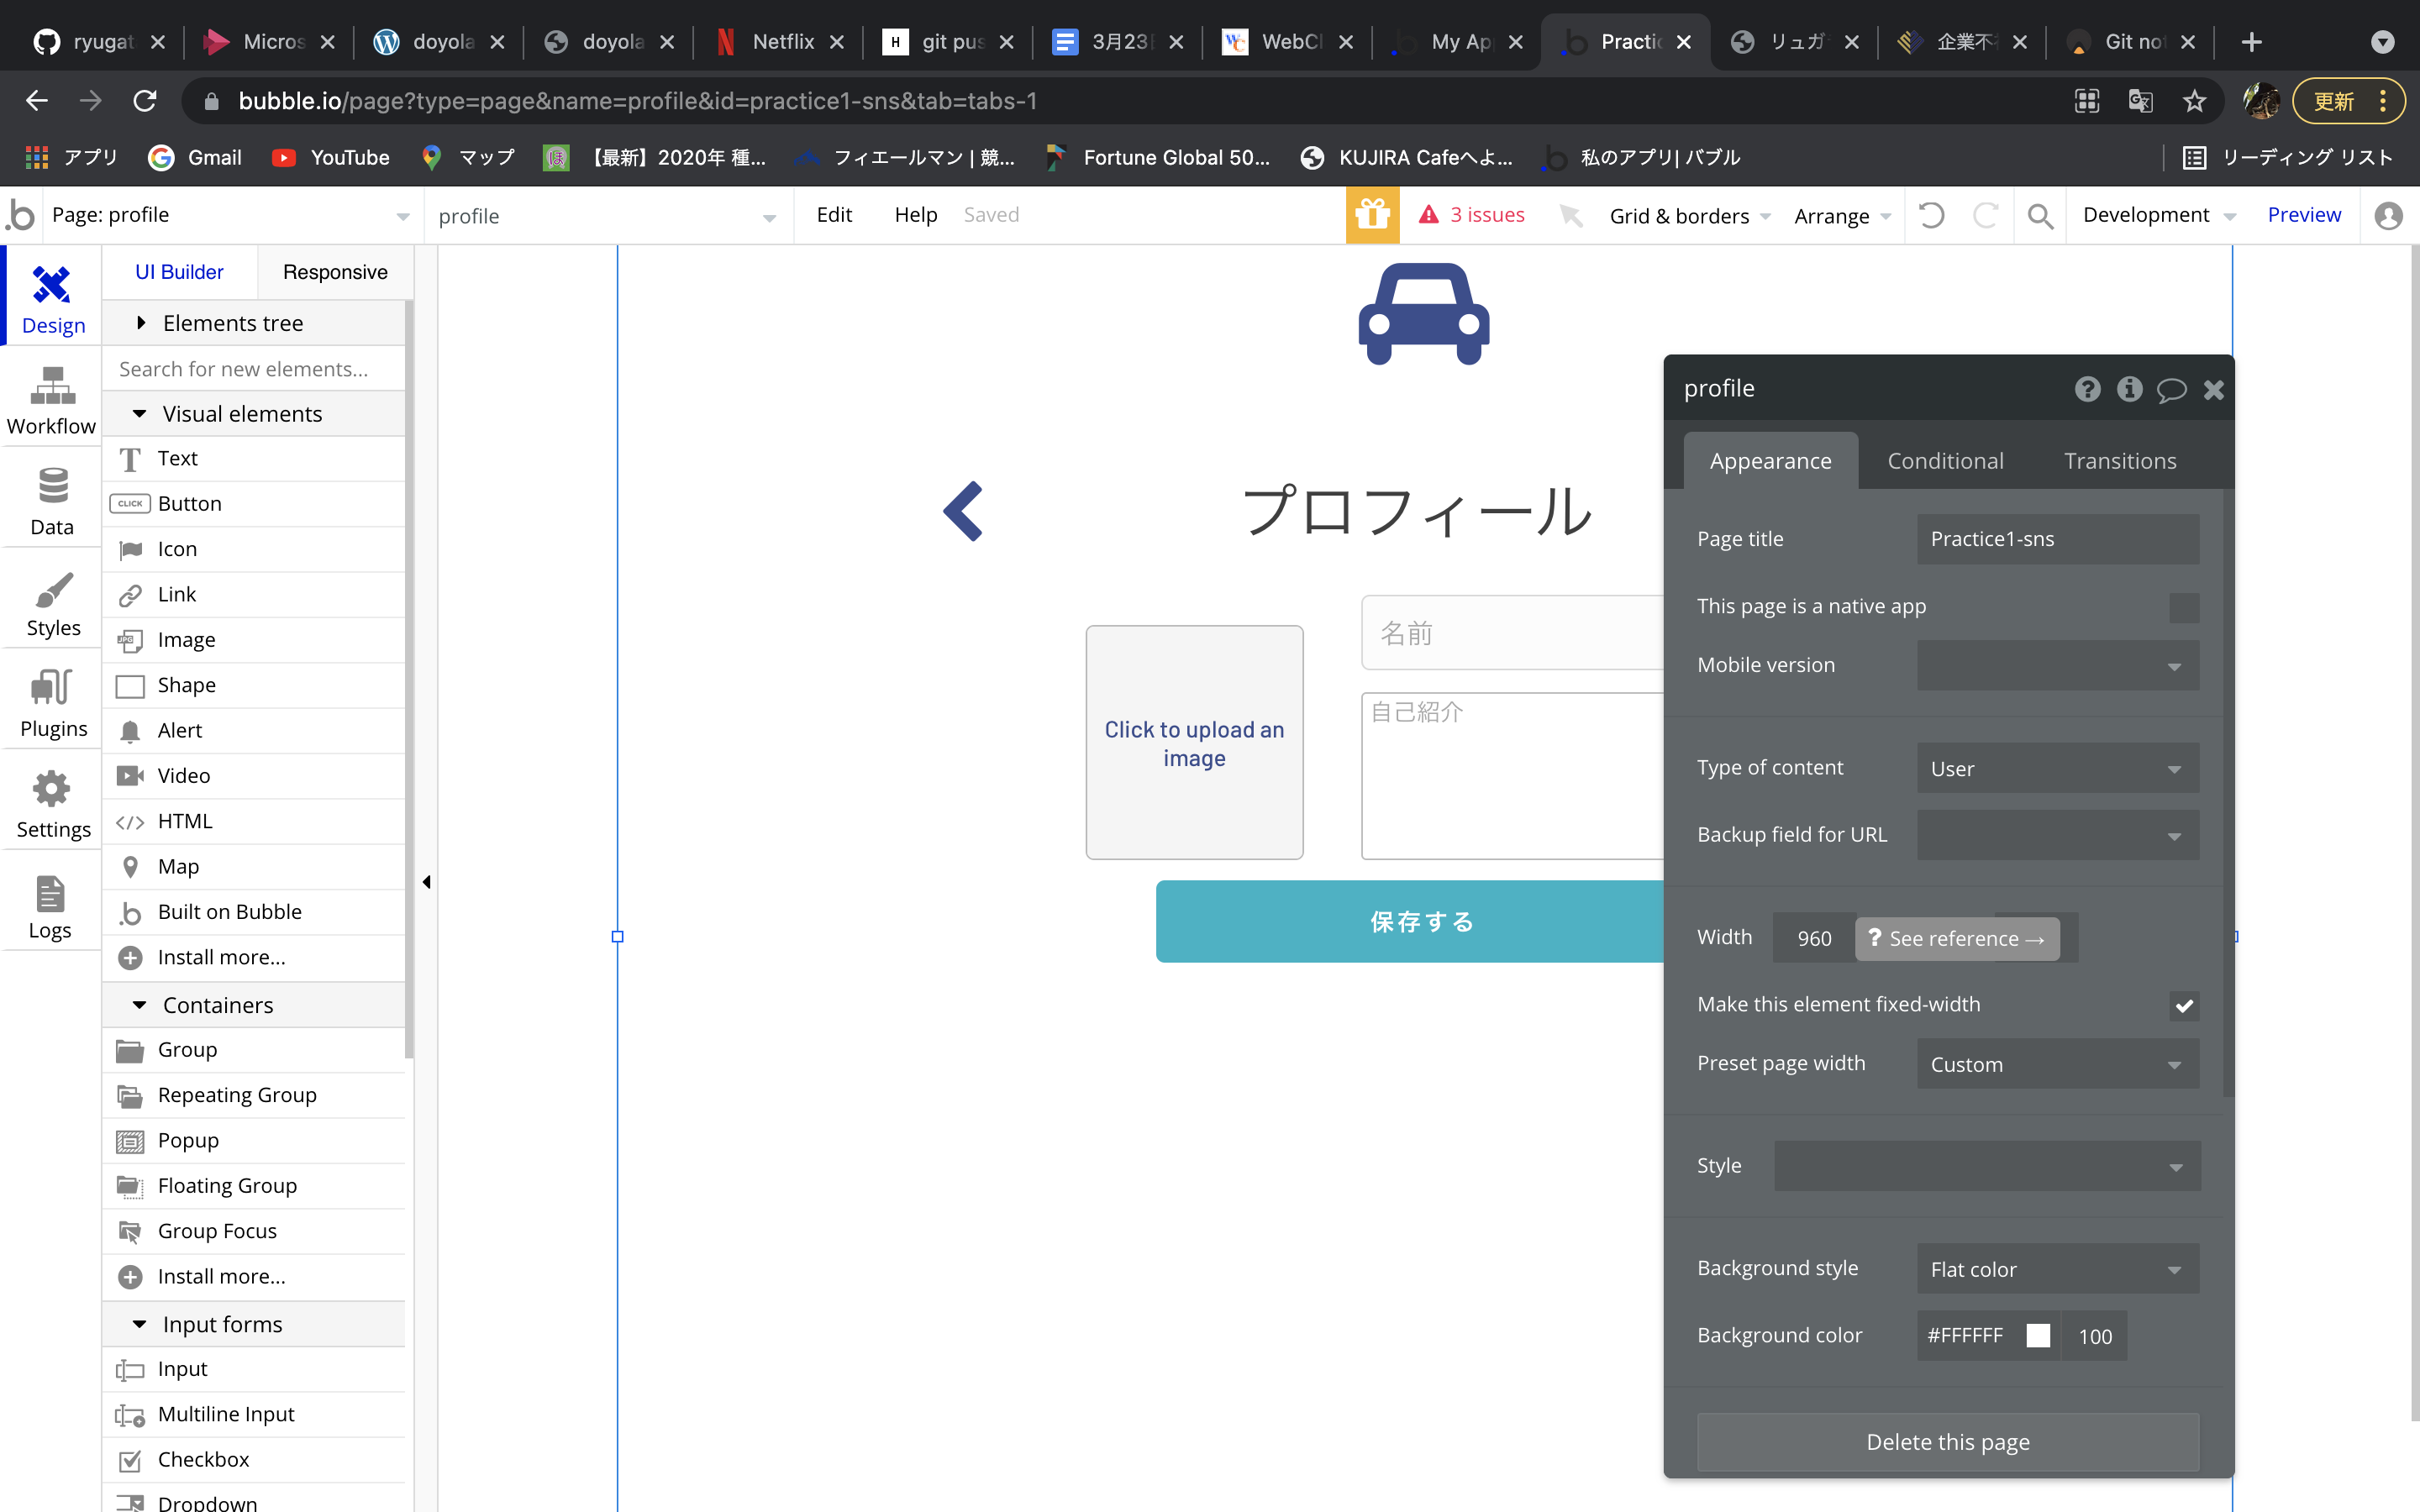 ryugat
Micros
doyola
doyola
Netflix
git pus
3月23日
WebCl
My Ap
Practic
リュガ
企業不
Git not
bubble.io/page?type=page&name=profile&id=practice1-sns&tab=tabs-1
更新
アプリ
Gmail
YouTube
マップ
【最新】2020年 種...
フィエールマン | 競...
Fortune Global 50...
KUJIRA Cafeへよ...
私のアプリ| バブル
リーディング リスト
Page: profile
profile
Edit
Help
Saved
3 issues
Grid & borders
Arrange
Development
Preview
Design
Workflow
Data
Styles
Plugins
Settings
Logs
UI Builder
Responsive
Elements tree
Search for new elements...
Visual elements
Text
CLICK
Button
Icon
Link
Image
Shape
Alert
Video
HTML
Map
Built on Bubble
Install more...
Containers
Group
Repeating Group
Popup
Floating Group
Group Focus
Install more...
Input forms
Input
Multiline Input
Checkbox
Dropdown
プロフィール
Click to upload an
image
名前
自己紹介
保存する
profile
Appearance
Conditional
Transitions
Page title
Practice1-sns
This page is a native app
Mobile version
Type of content
User
Backup field for URL
Width
960
? See reference →
Make this element fixed-width
Preset page width
Custom
Style
Background style
Flat color
Background color
#FFFFFF
100
Delete this page